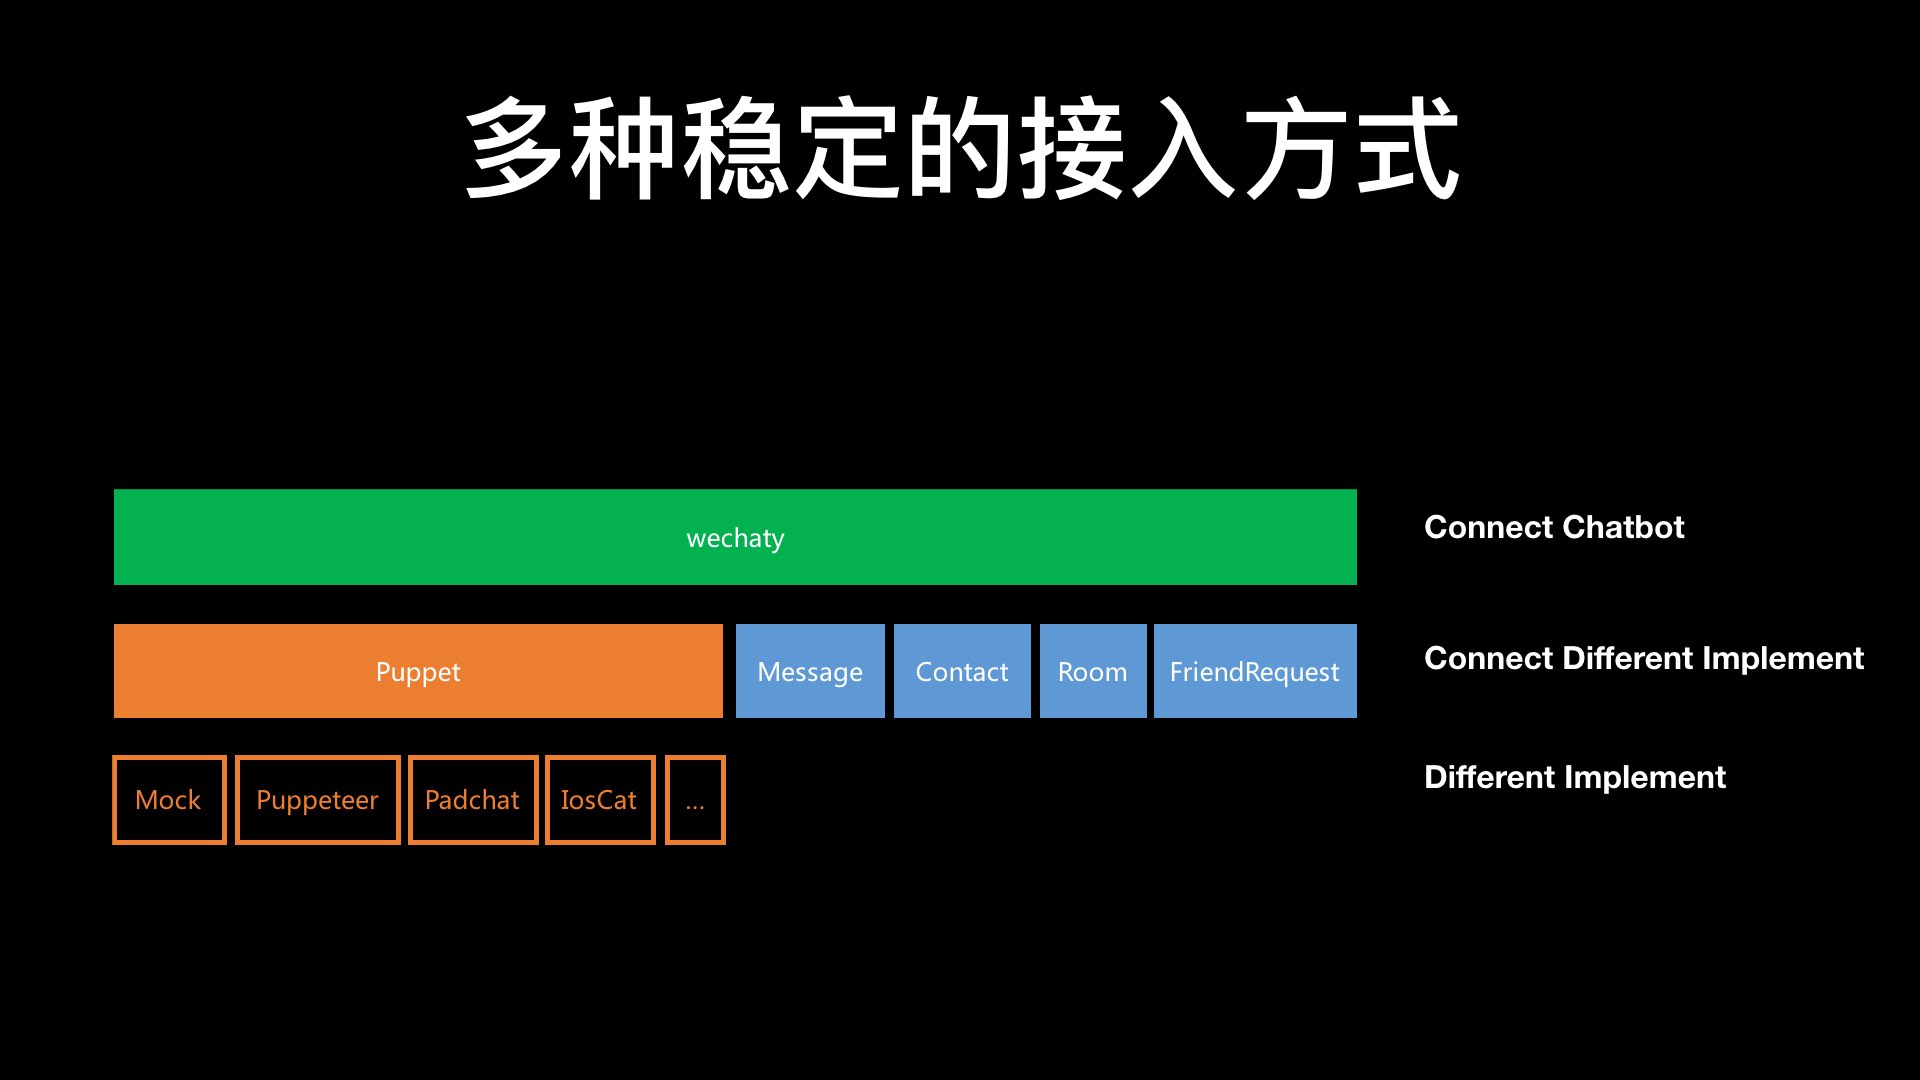 多种稳定的接入方式
wechaty
Connect Chatbot
Puppet Message Contact Room FriendRequest
Connect Different Implement
Mock Puppeteer Padchat IosCat ...
Different Implement